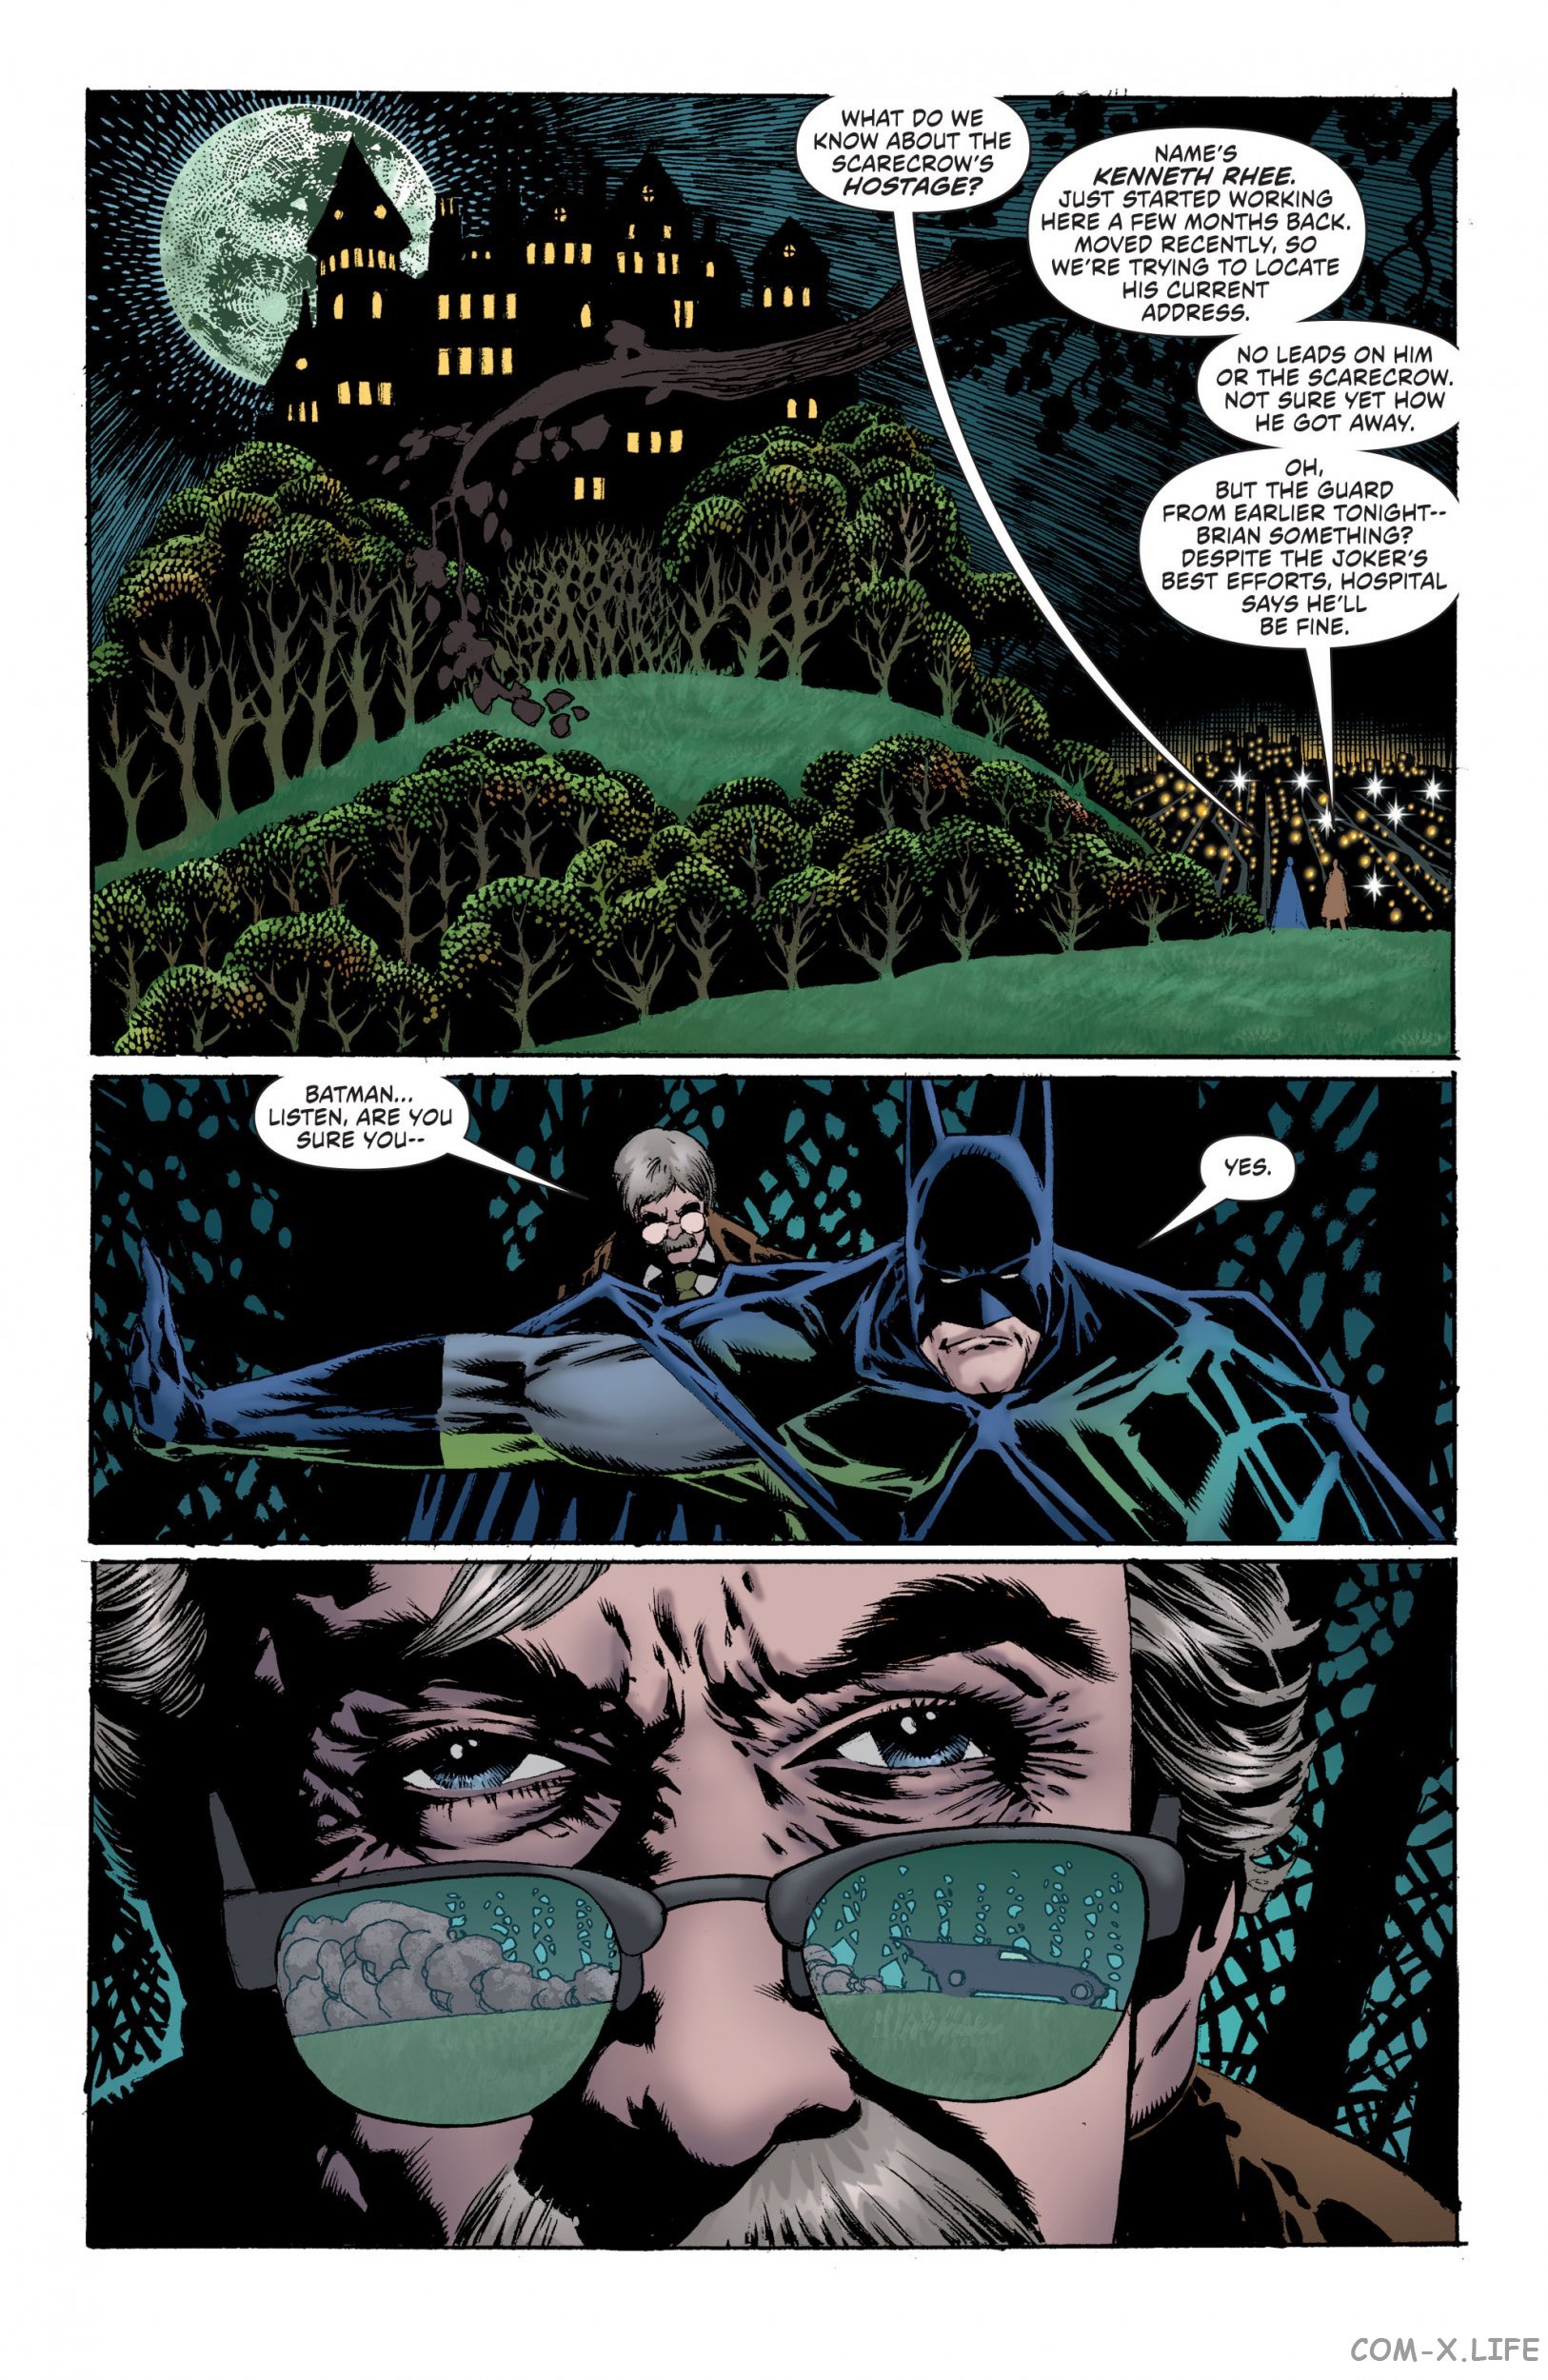 WHAT DO WE
KNOW ABOUT THE
SCARECROW'S
HOSTAGE?
NAME'S
KENNETH RHEE.
JUST STARTED WORKING
HERE A FEW MONTHS BACK.
MOVED RECENTLY, SO
WE'RE TRYING TO LOCATE
HIS CURRENT
ADDRESS.
NO LEADS ON HIM
OR THE SCARECROW.
NOT SURE YET HOW
HE GOT AWAY.
OH,
BUT THE GUARD
FROM EARLIER TONIGHT--
BRIAN SOMETHING?
DESPITE THE JOKER'S
BEST EFFORTS, HOSPITAL
SAYS HE'LL
BE FINE.
BATMAN...
LISTEN, ARE YOU
SURE YOU--
YES.
COM-X.LIFE